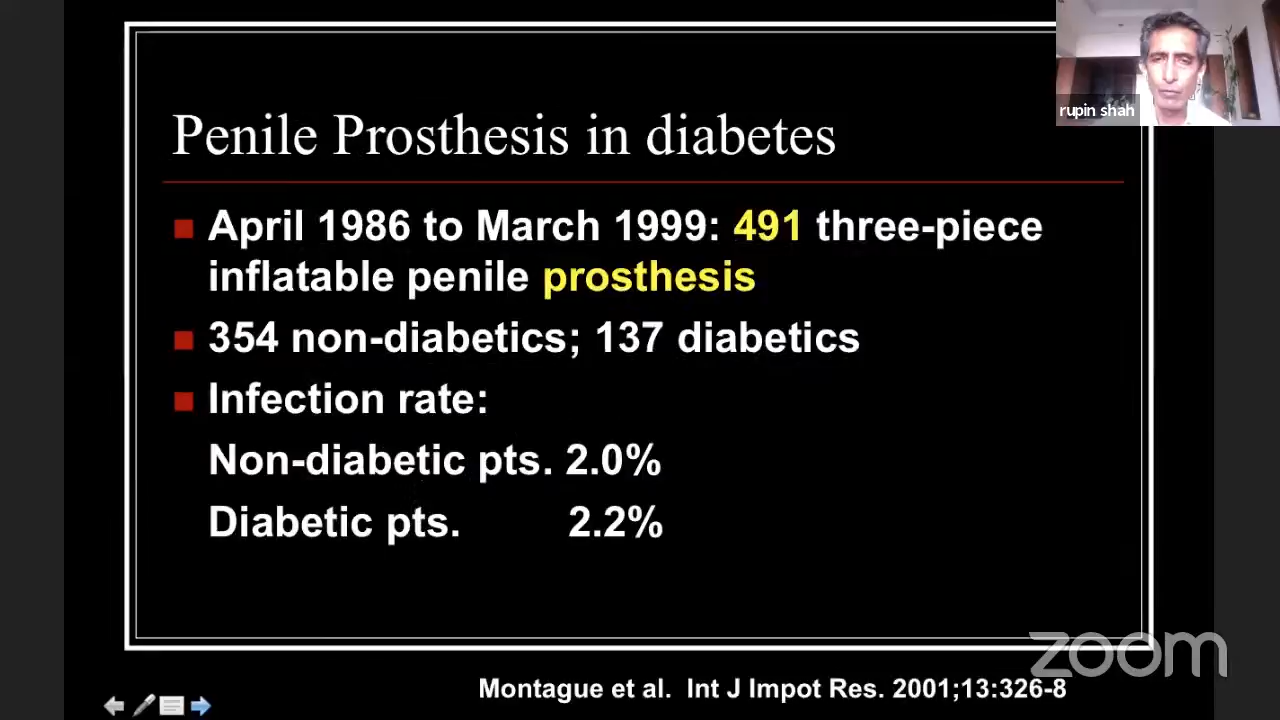 rupin shah
Penile Prosthesis in diabetes
April 1986 to March 1999: 491 three-piece
inflatable penile prosthesis
354 non-diabetics; 137 diabetics
Infection rate:
Non-diabetic pts. 2.0%
Diabetic pts. 2.2%
zoom
Montague et al. Int J Impot Res. 2001;13:326-8